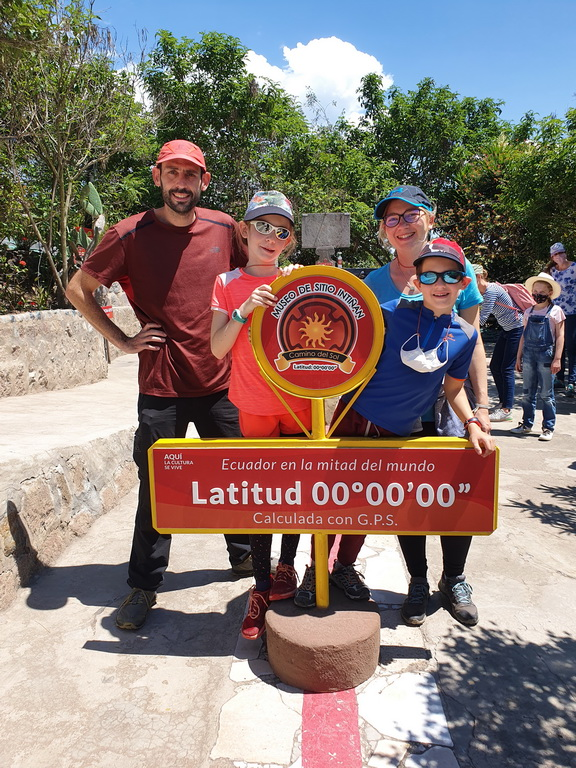 MUSEO DE SITIO INTIÑAN
Camino del Sol
Latitud: 00°00'00"
AQUÍ
LA CULTURA
SE VIVE
Ecuador en la mitad del mundo
Latitud 00°00'00”
Calculada con G.P.S.